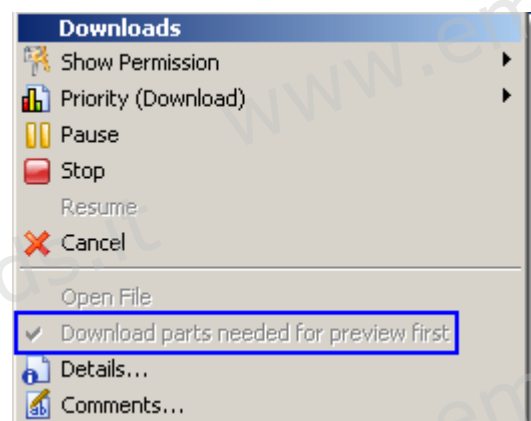 Downloads
Show Permission
Priority (Download)
Pause
Stop
Resume
Cancel
Open File
Download parts needed for preview first
Details...
Comments...